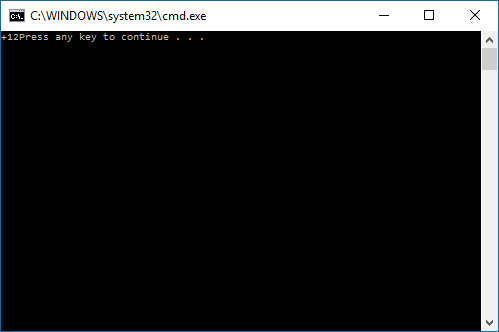 C:\WINDOWS\system32\cmd.exe
+12Press any key to continue . . .